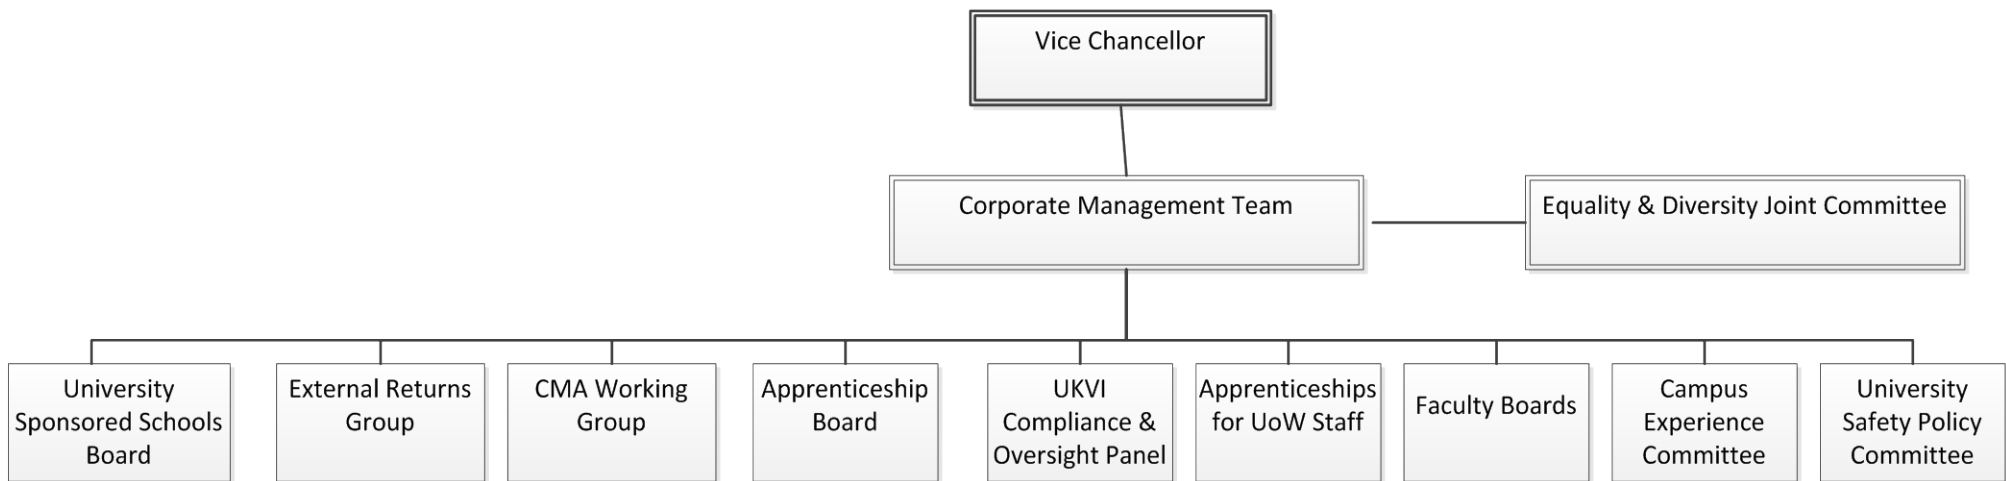 Vice Chancellor
Corporate Management Team
Equality & Diversity Joint Committee
University
Sponsored Schools
Board
External Returns
Group
CMA Working
Group
Apprenticeship
Board
UKVI
Compliance &
Oversight Panel
Apprenticeships
for UoW Staff
Faculty Boards
Campus
Experience
Committee
University
Safety Policy
Committee